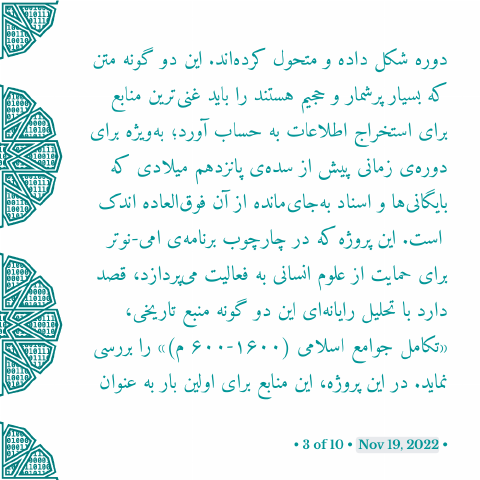 دوره شکل داده و متحول کرده‌اند. این دو گونه متن
که بسیار پرشمار و حجیم هستند را باید غنی‌ترین منابع
برای استخراج اطلاعات به حساب آورد؛ به‌ویژه برای
دوره‌ی زمانی پیش از سده‌ی پانزدهم میلادی که
بایگانی‌ها و اسناد به‌جای‌مانده از آن فوق‌العاده اندک
است. این پروژه که در چارچوب برنامه‌ی امی-نوتر
برای حمایت از علوم انسانی به فعالیت می‌پردازد، قصد
دارد با تحلیل رایانه‌ای این دو گونه منبع تاریخی،
«تکامل جوامع اسلامی (۱۶۰۰-۶۰۰ م)» را بررسی
نماید. در این پروژه، این منابع برای اولین بار به عنوان
• 3 of 10 • Nov 19, 2022 •